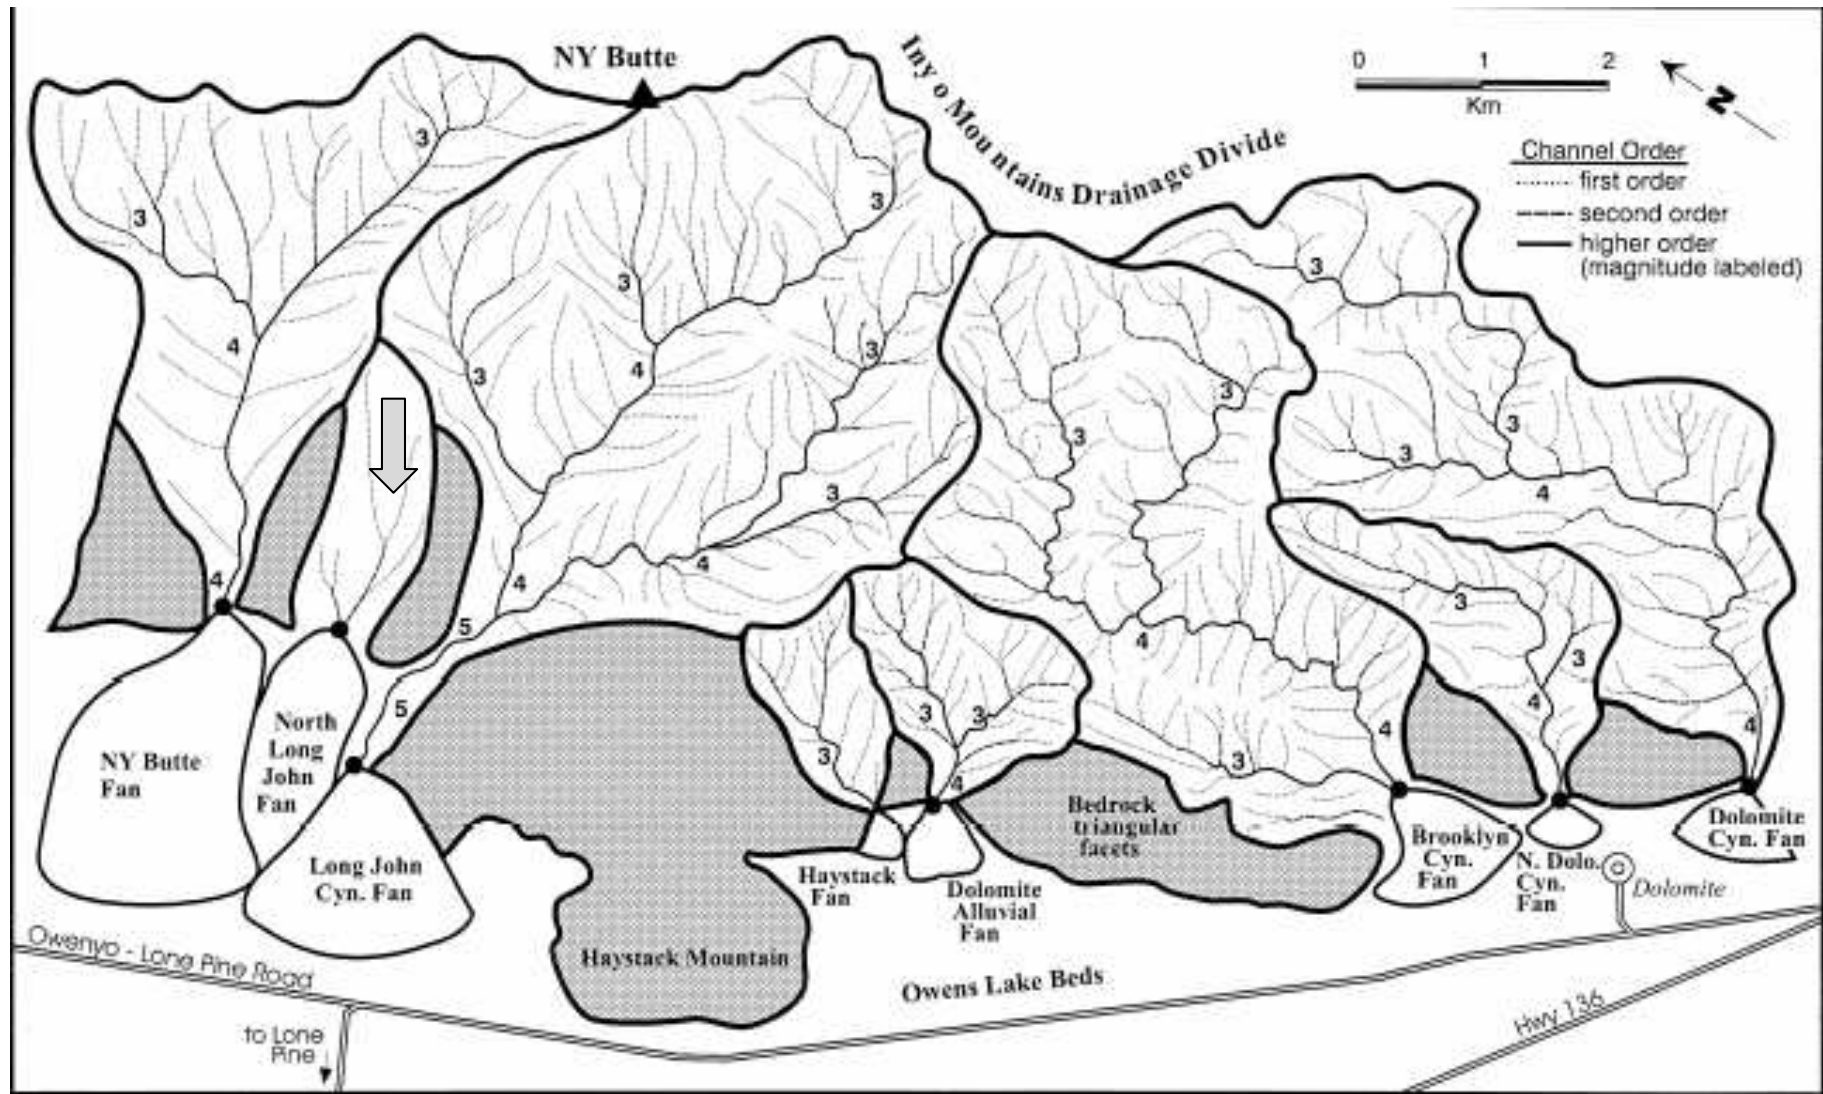 NY Butte
Inyo Mountains Drainage Divide
0 1 2
Km
N
Channel Order
first order
second order
higher order
(magnitude labeled)
3
3
3
3
3
4
3
4
3
3
3
3
3
3
4
3
4
4
4
3
5
4
3
5
3
3
4
4
4
3
3
4
NY Butte
Fan
North
Long
John
Fan
Long John
Cyn. Fan
Haystack Mountain
Haystack
Fan
Dolomite
Alluvial
Fan
Bedrock
triangular
facets
Brooklyn
Cyn.
Fan
N. Dolo.
Cyn.
Fan
Dolomite
Cyn. Fan
Dolomite
Owenyo - Lone Pine Road
to Lone
Pine
Owens Lake Beds
Hwy 136